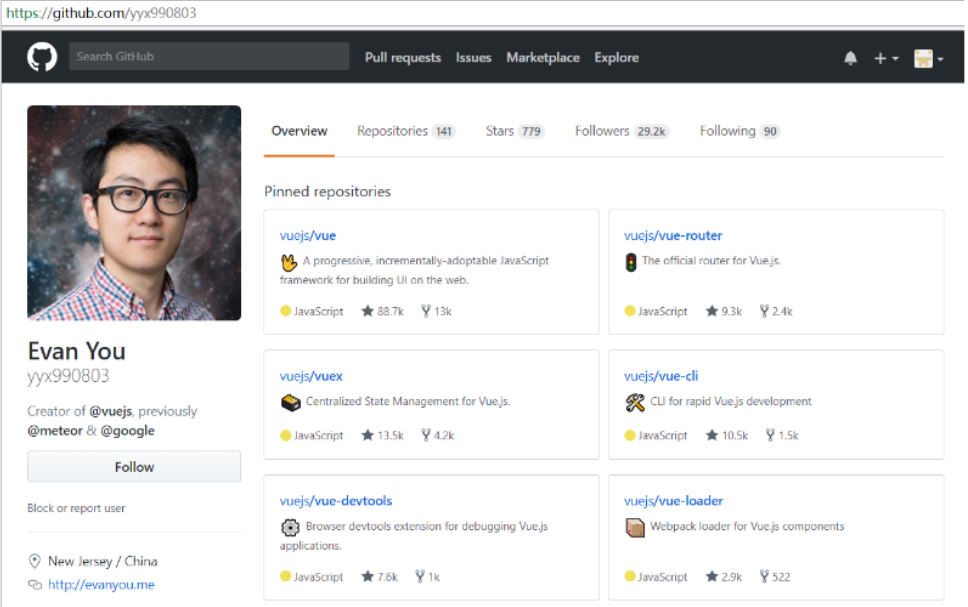 https://github.com/yyx990803
Search GitHub
Pull requests Issues Marketplace Explore
Overview Repositories 141 Stars 779 Followers 29.2k Following 90
Pinned repositories
vuejs/vue
A progressive, incrementally-adoptable JavaScript
framework for building UI on the web.
JavaScript 88.7k 13k
vuejs/vue-router
The official router for Vue.js.
JavaScript 9.3k 2.4k
vuejs/vuex
Centralized State Management for Vue.js.
JavaScript 13.5k 4.2k
vuejs/vue-cli
CLI for rapid Vue.js development
JavaScript 10.5k 1.5k
vuejs/vue-devtools
Browser devtools extension for debugging Vue.js
applications.
JavaScript 7.6k 1k
vuejs/vue-loader
Webpack loader for Vue.js components
JavaScript 2.9k 522
Evan You
yyx990803
Creator of @vuejs, previously
@meteor & @google
Follow
Block or report user
New Jersey / China
http://evanyou.me